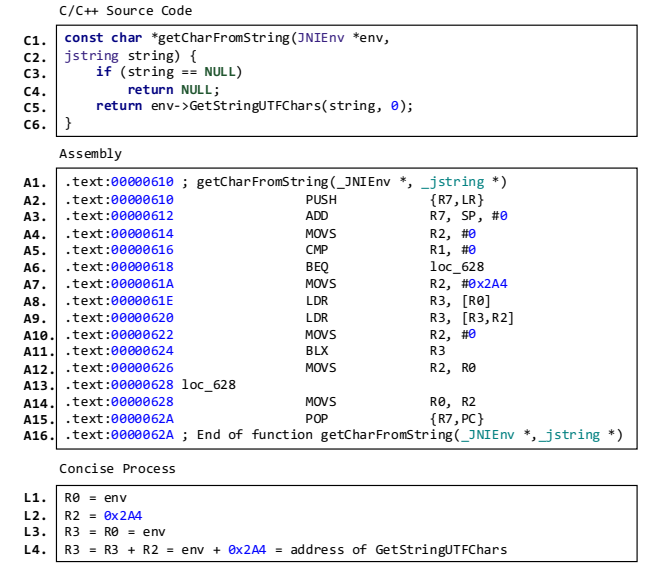 C/C++ Source Code
C1. const char *getCharFromString(JNIEnv *env,
C2. jstring string) {
C3. if (string == NULL)
C4. return NULL;
C5. return env->GetStringUTFChars(string, 0);
C6. }
Assembly
A1. .text:00000610 ; getCharFromString(_JNIEnv *, _jstring *)
A2. .text:00000610 PUSH {R7,LR}
A3. .text:00000612 ADD R7, SP, #0
A4. .text:00000614 MOVS R2, #0
A5. .text:00000616 CMP R1, #0
A6. .text:00000618 BEQ loc_628
A7. .text:0000061A MOVS R2, #0x2A4
A8. .text:0000061E LDR R3, [R0]
A9. .text:00000620 LDR R3, [R3,R2]
A10. .text:00000622 MOVS R2, #0
A11. .text:00000624 BLX R3
A12. .text:00000626 MOVS R2, R0
A13. .text:00000628 loc_628
A14. .text:00000628 MOVS R0, R2
A15. .text:0000062A POP {R7,PC}
A16. .text:0000062A ; End of function getCharFromString(_JNIEnv *,_jstring *)
Concise Process
L1. R0 = env
L2. R2 = 0x2A4
L3. R3 = R0 = env
L4. R3 = R3 + R2 = env + 0x2A4 = address of GetStringUTFChars